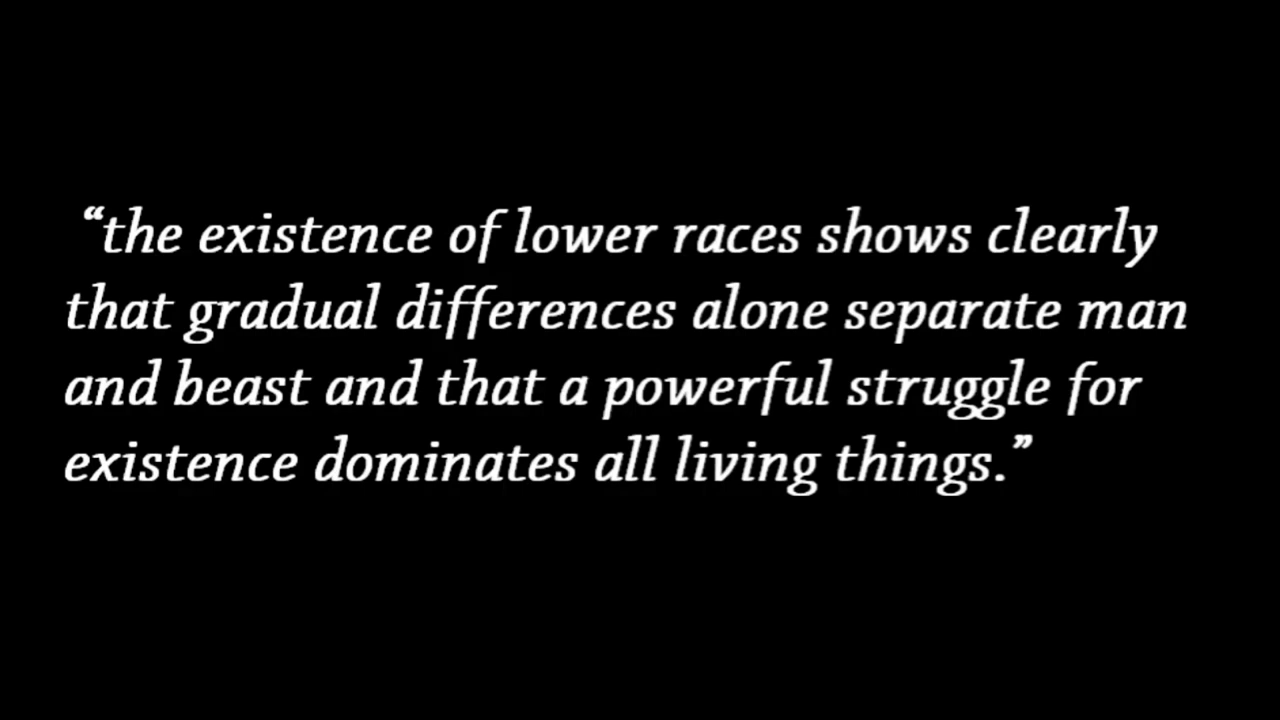 “the existence of lower races shows clearly
that gradual differences alone separate man
and beast and that a powerful struggle for
existence dominates all living things.”